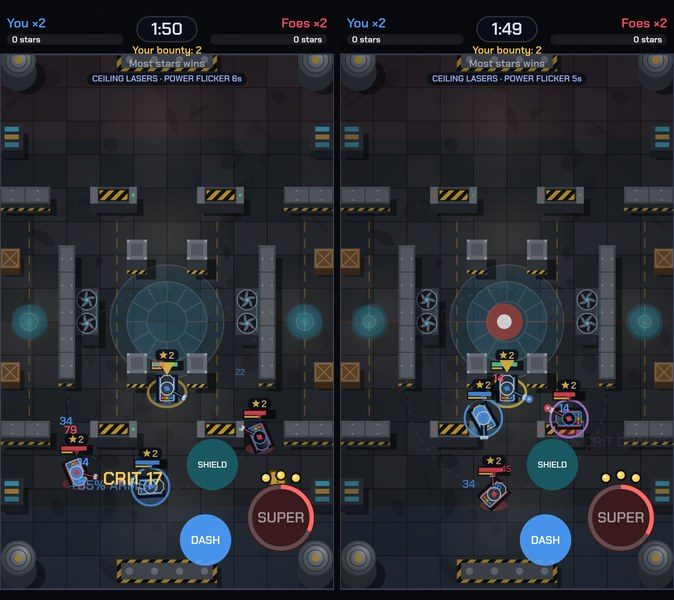 You ×2
1:50
Foes ×2
0 stars
0 stars
Your bounty: 2
Most stars wins
CEILING LASERS · POWER FLICKER 6s
★2
22
34
79
★2
★2
★2
CRIT 17
SHIELD
SUPER
DASH
You ×2
1:49
Foes ×2
0 stars
0 stars
Your bounty: 2
Most stars wins
CEILING LASERS · POWER FLICKER 5s
★2
★2
★2
14
★2
34
SHIELD
SUPER
DASH